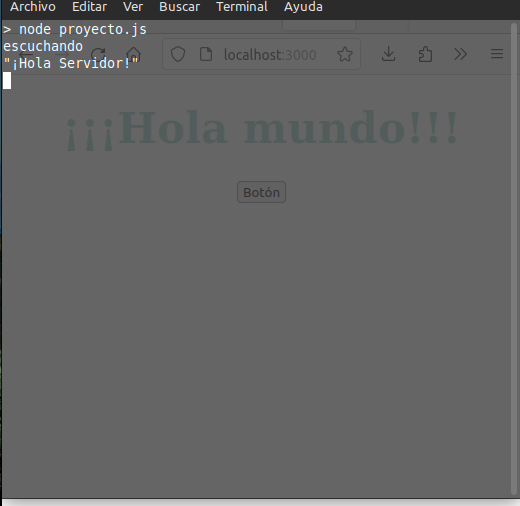 Archivo Editar Ver Buscar Terminal Ayuda
> node proyecto.js
escuchando
"¡Hola Servidor!"
localhost:3000
¡¡¡Hola mundo!!!
Botón